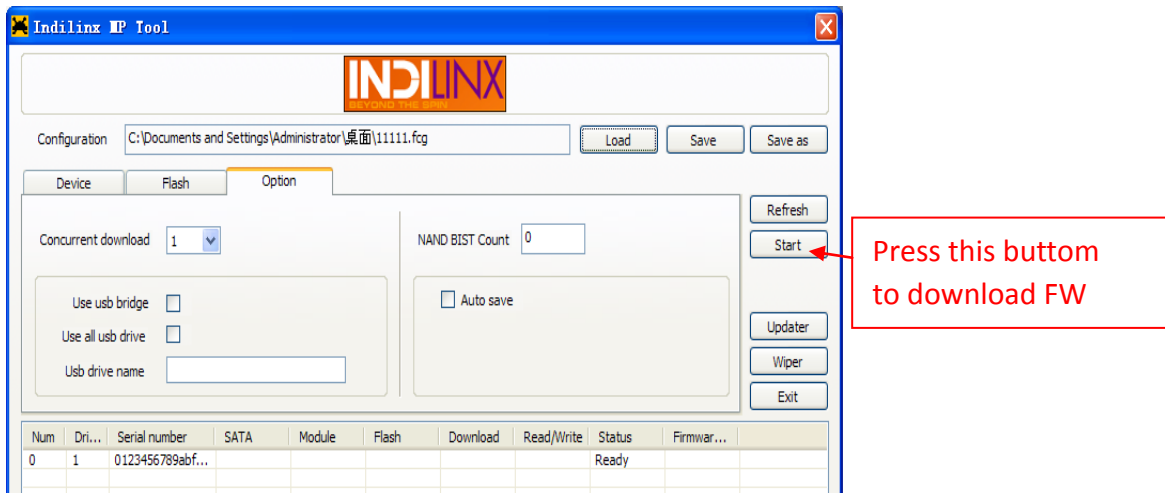 Indilinx MP Tool
INDILINX
BEYOND THE SPIN
Configuration C:\Documents and Settings\Administrator\桌面\11111.fcg Load Save Save as
Device Flash Option
Refresh
Concurrent download 1 NAND BIST Count 0 Start
Press this buttom
to download FW
Use usb bridge Auto save
Use all usb drive Updater
Usb drive name Wiper
Exit
Num Dri... Serial number SATA Module Flash Download Read/Write Status Firmwar...
0 1 0123456789abf... Ready